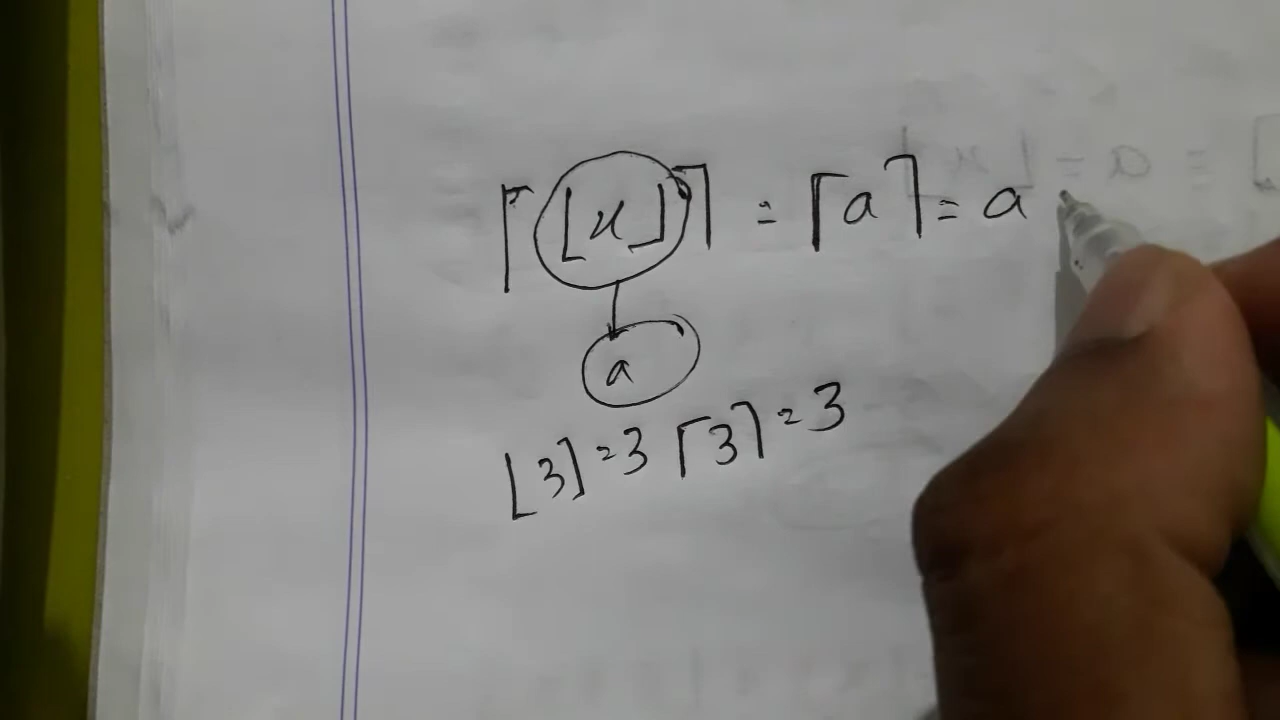 ⌈⌊x⌋⌉ = ⌈a⌉ = a
a
⌊3⌋ = 3 ⌈3⌉ = 3